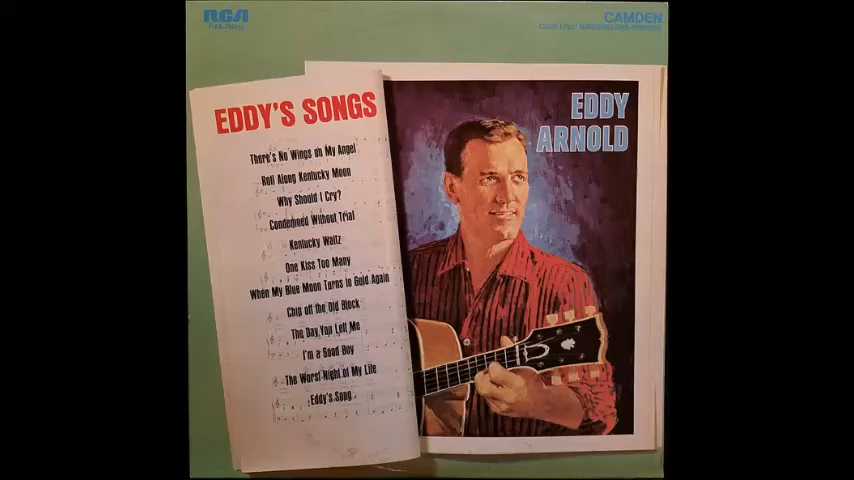 RCA
CAMDEN
EDDY'S SONGS
There's No Wings on My Angel
Roll Along Kentucky Moon
Why Should I Cry?
Condemned Without Trial
Kentucky Waltz
One Kiss Too Many
When My Blue Moon Turns to Gold Again
Chip off the Old Block
The Day You Left Me
I'm a Good Boy
The Worst Night of My Life
Eddy's Song
EDDY
ARNOLD